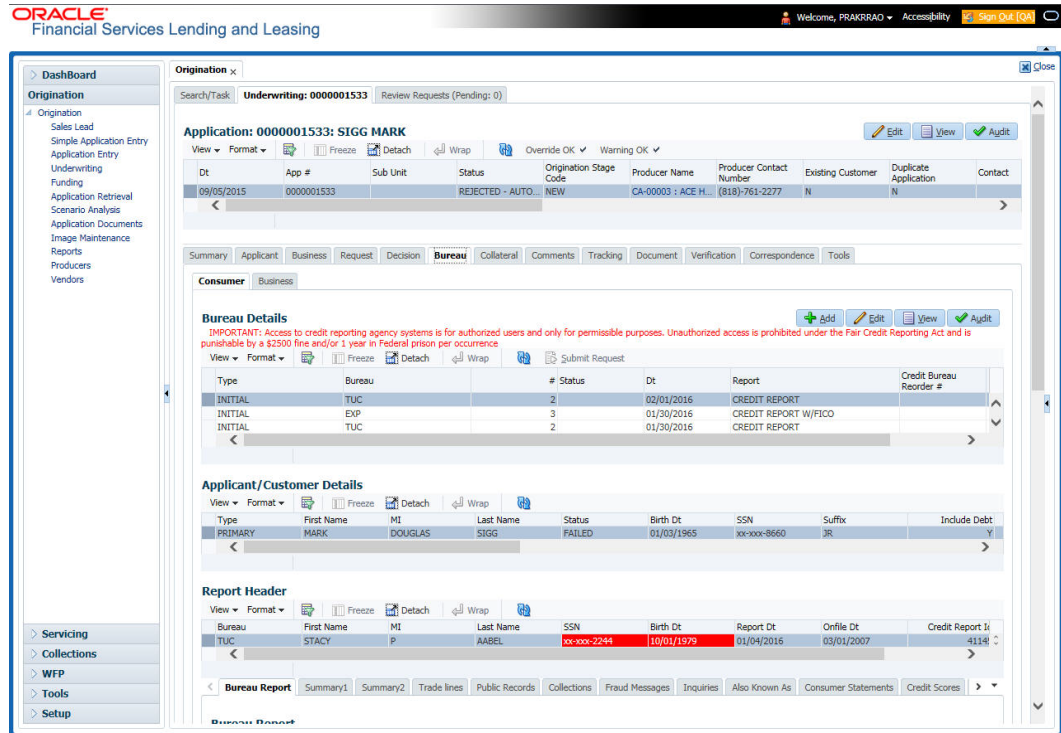 ORACLE
Financial Services Lending and Leasing
Welcome, PRAKRRAO Accessibility Sign Out [QA]
Close
DashBoard
Origination
Origination
Sales Lead
Simple Application Entry
Application Entry
Underwriting
Funding
Application Retrieval
Scenario Analysis
Application Documents
Image Maintenance
Reports
Producers
Vendors
Servicing
Collections
WFP
Tools
Setup
Origination x
Search/Task Underwriting: 0000001533 Review Requests (Pending: 0)
Application: 0000001533: SIGG MARK
Edit View Audit
View Format Freeze Detach Wrap Override OK Warning OK
Dt App # Sub Unit Status Origination Stage Code Producer Name Producer Contact Number Existing Customer Duplicate Application Contact
09/05/2015 0000001533 REJECTED - AUTO... NEW CA-00003 : ACE H... (818)-761-2277 N N
Summary Applicant Business Request Decision Bureau Collateral Comments Tracking Document Verification Correspondence Tools
Consumer Business
Bureau Details
Add Edit View Audit
IMPORTANT: Access to credit reporting agency systems is for authorized users and only for permissible purposes. Unauthorized access is prohibited under the Fair Credit Reporting Act and is
punishable by a $2500 fine and/or 1 year in Federal prison per occurrence
View Format Freeze Detach Wrap Submit Request
Type Bureau # Status Dt Report Credit Bureau Reorder #
INITIAL TUC 2 02/01/2016 CREDIT REPORT
INITIAL EXP 3 01/30/2016 CREDIT REPORT W/FICO
INITIAL TUC 2 01/30/2016 CREDIT REPORT
Applicant/Customer Details
View Format Freeze Detach Wrap
Type First Name MI Last Name Status Birth Dt SSN Suffix Include Debt
PRIMARY MARK DOUGLAS SIGG FAILED 01/03/1965 xx-xxx-8660 JR Y
Report Header
View Format Freeze Detach Wrap
Bureau First Name MI Last Name SSN Birth Dt Report Dt Onfile Dt Credit Report
TUC STACY P AABEL xx-xxx-2244 10/01/1979 01/04/2016 03/01/2007 4114
Bureau Report Summary1 Summary2 Trade lines Public Records Collections Fraud Messages Inquiries Also Known As Consumer Statements Credit Scores
Bureau Report